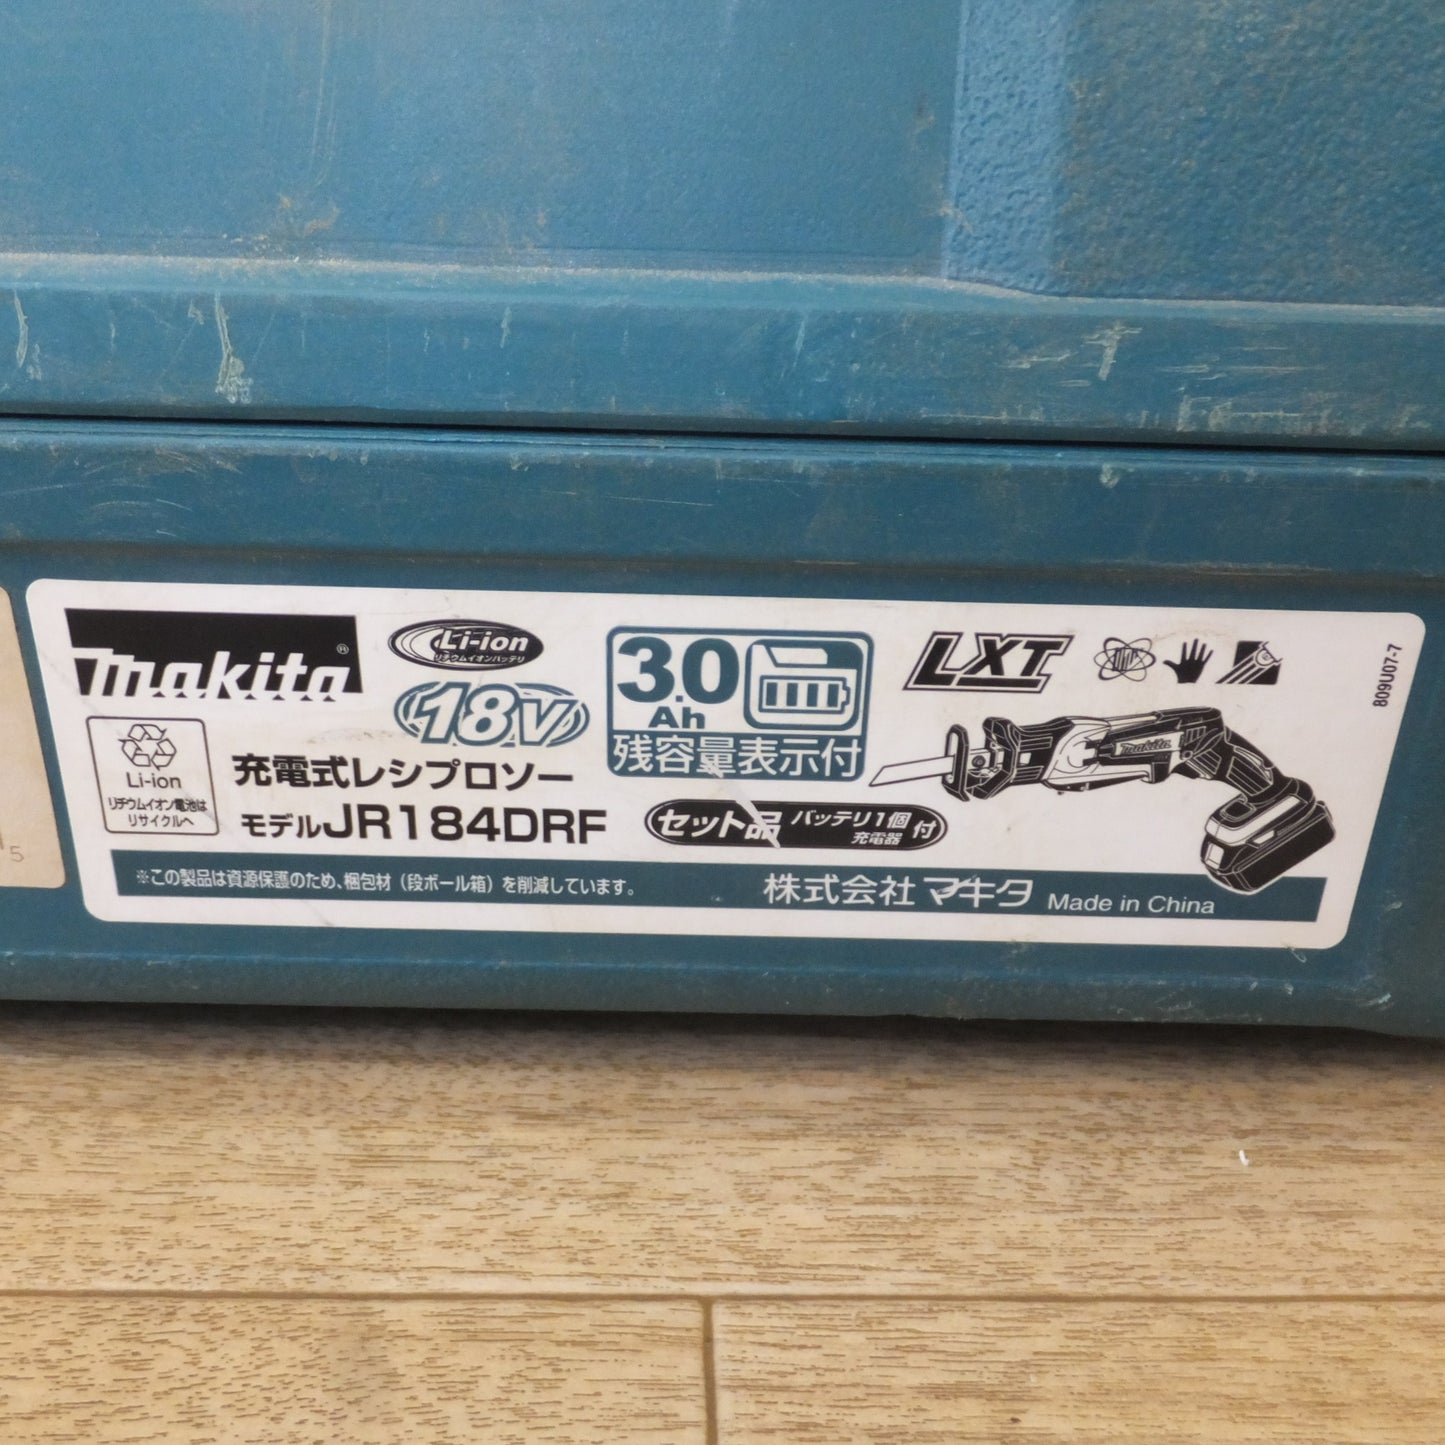 makita®
Li-ion
リチウムイオンバッテリ
18V
3.0
Ah
残容量表示付
LXT
809U07-7
Li-ion
リチウムイオン電池は
リサイクルへ
充電式レシプロソー
モデルJR184DRF
セット品 バッテリ1個 充電器 付
makita
※この製品は資源保護のため、梱包材（段ボール箱）を削減しています。
株式会社マキタ Made in China
5